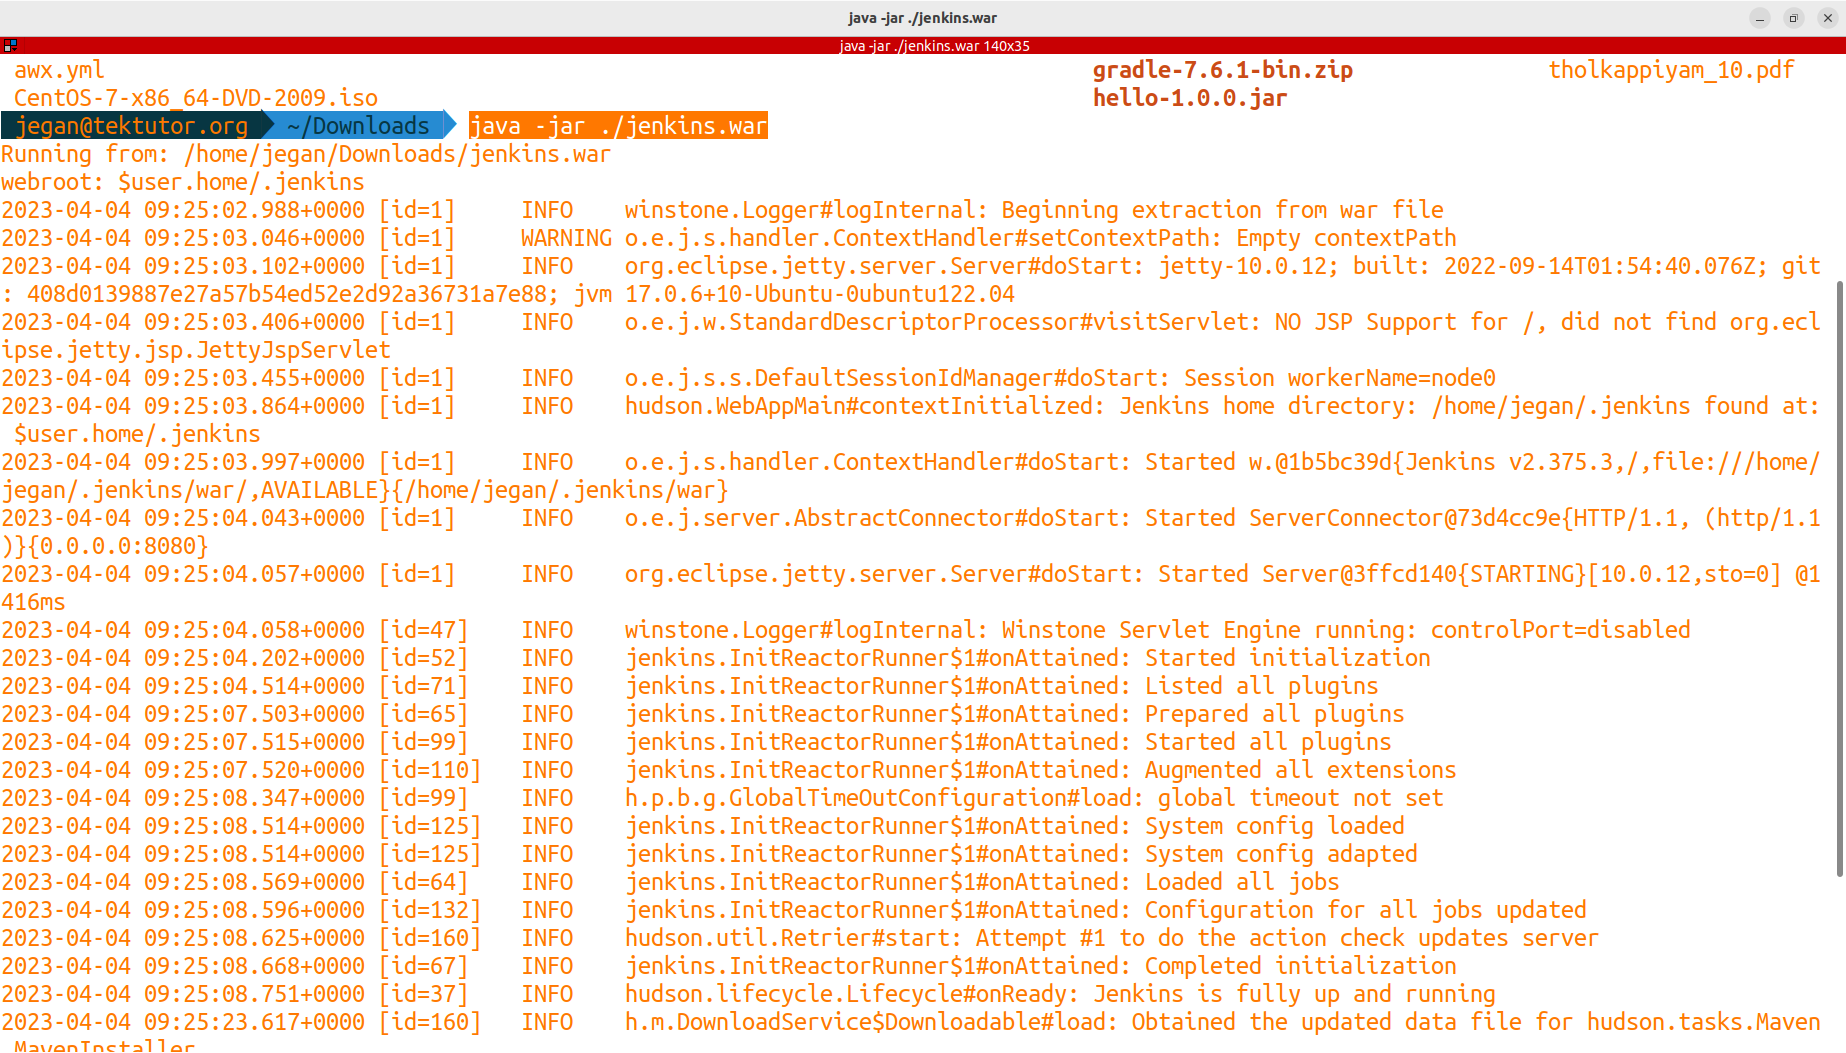 java -jar ./jenkins.war
java -jar ./jenkins.war 140x35
awx.yml gradle-7.6.1-bin.zip tholkappiyam_10.pdf
CentOS-7-x86_64-DVD-2009.iso hello-1.0.0.jar
jegan@tektutor.org ~/Downloads java -jar ./jenkins.war
Running from: /home/jegan/Downloads/jenkins.war
webroot: $user.home/.jenkins
2023-04-04 09:25:02.988+0000 [id=1] INFO winstone.Logger#logInternal: Beginning extraction from war file
2023-04-04 09:25:03.046+0000 [id=1] WARNING o.e.j.s.handler.ContextHandler#setContextPath: Empty contextPath
2023-04-04 09:25:03.102+0000 [id=1] INFO org.eclipse.jetty.server.Server#doStart: jetty-10.0.12; built: 2022-09-14T01:54:40.076Z; git
: 408d0139887e27a57b54ed52e2d92a36731a7e88; jvm 17.0.6+10-Ubuntu-0ubuntu122.04
2023-04-04 09:25:03.406+0000 [id=1] INFO o.e.j.w.StandardDescriptorProcessor#visitServlet: NO JSP Support for /, did not find org.ecl
ipse.jetty.jsp.JettyJspServlet
2023-04-04 09:25:03.455+0000 [id=1] INFO o.e.j.s.s.DefaultSessionIdManager#doStart: Session workerName=node0
2023-04-04 09:25:03.864+0000 [id=1] INFO hudson.WebAppMain#contextInitialized: Jenkins home directory: /home/jegan/.jenkins found at:
$user.home/.jenkins
2023-04-04 09:25:03.997+0000 [id=1] INFO o.e.j.s.handler.ContextHandler#doStart: Started w.@1b5bc39d{Jenkins v2.375.3,/,file:///home/
jegan/.jenkins/war/,AVAILABLE}{/home/jegan/.jenkins/war}
2023-04-04 09:25:04.043+0000 [id=1] INFO o.e.j.server.AbstractConnector#doStart: Started ServerConnector@73d4cc9e{HTTP/1.1, (http/1.1
)}{0.0.0.0:8080}
2023-04-04 09:25:04.057+0000 [id=1] INFO org.eclipse.jetty.server.Server#doStart: Started Server@3ffcd140{STARTING}[10.0.12,sto=0] @1
416ms
2023-04-04 09:25:04.058+0000 [id=47] INFO winstone.Logger#logInternal: Winstone Servlet Engine running: controlPort=disabled
2023-04-04 09:25:04.202+0000 [id=52] INFO jenkins.InitReactorRunner$1#onAttained: Started initialization
2023-04-04 09:25:04.514+0000 [id=71] INFO jenkins.InitReactorRunner$1#onAttained: Listed all plugins
2023-04-04 09:25:07.503+0000 [id=65] INFO jenkins.InitReactorRunner$1#onAttained: Prepared all plugins
2023-04-04 09:25:07.515+0000 [id=99] INFO jenkins.InitReactorRunner$1#onAttained: Started all plugins
2023-04-04 09:25:07.520+0000 [id=110] INFO jenkins.InitReactorRunner$1#onAttained: Augmented all extensions
2023-04-04 09:25:08.347+0000 [id=99] INFO h.p.b.g.GlobalTimeOutConfiguration#load: global timeout not set
2023-04-04 09:25:08.514+0000 [id=125] INFO jenkins.InitReactorRunner$1#onAttained: System config loaded
2023-04-04 09:25:08.514+0000 [id=125] INFO jenkins.InitReactorRunner$1#onAttained: System config adapted
2023-04-04 09:25:08.569+0000 [id=64] INFO jenkins.InitReactorRunner$1#onAttained: Loaded all jobs
2023-04-04 09:25:08.596+0000 [id=132] INFO jenkins.InitReactorRunner$1#onAttained: Configuration for all jobs updated
2023-04-04 09:25:08.625+0000 [id=160] INFO hudson.util.Retrier#start: Attempt #1 to do the action check updates server
2023-04-04 09:25:08.668+0000 [id=67] INFO jenkins.InitReactorRunner$1#onAttained: Completed initialization
2023-04-04 09:25:08.751+0000 [id=37] INFO hudson.lifecycle.Lifecycle#onReady: Jenkins is fully up and running
2023-04-04 09:25:23.617+0000 [id=160] INFO h.m.DownloadService$Downloadable#load: Obtained the updated data file for hudson.tasks.Maven
MavenInstaller